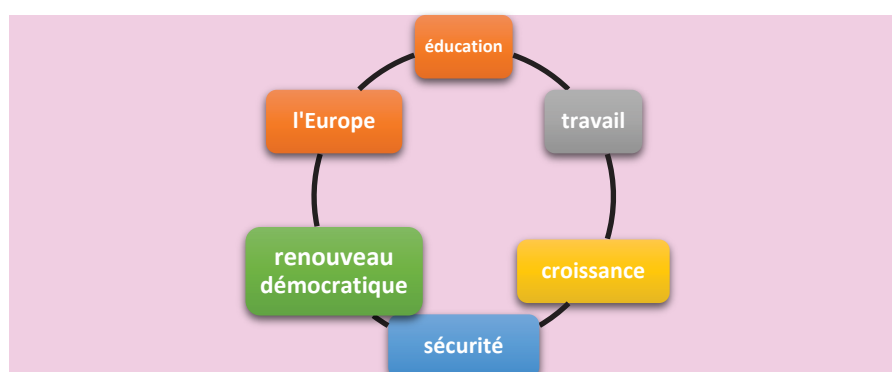 éducation
l'Europe
travail
renouveau
démocratique
croissance
sécurité